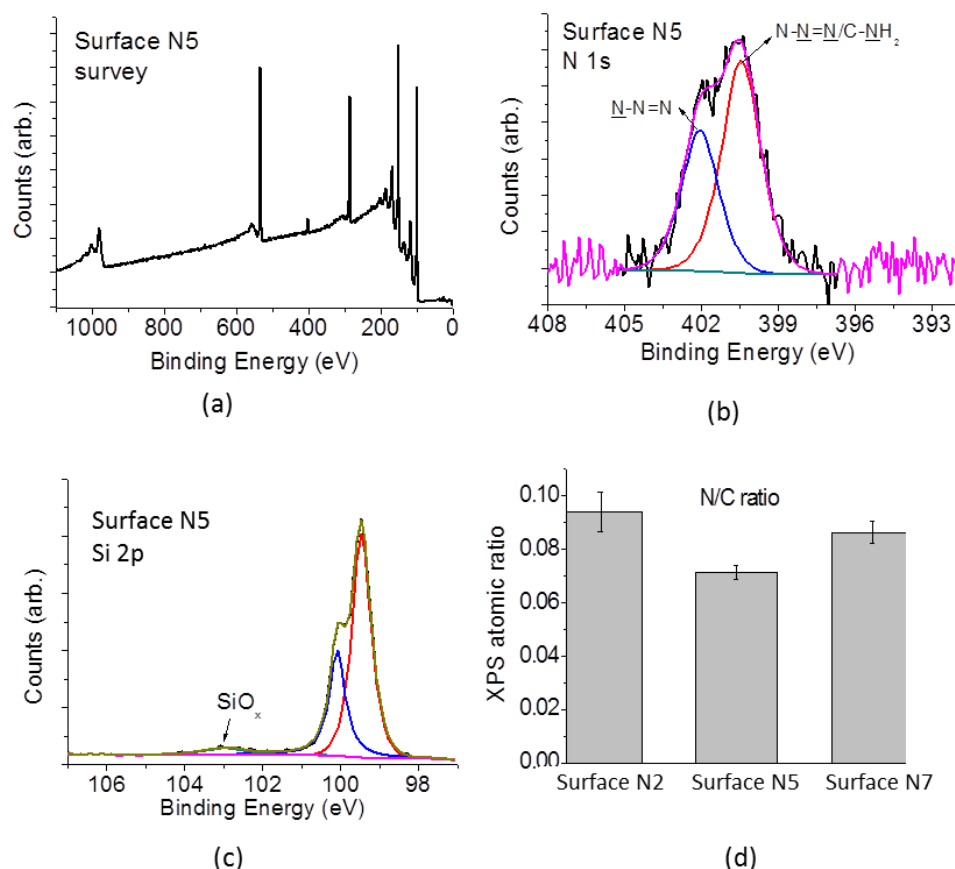 Surface N5
survey
Counts (arb.)
1000 800 600 400 200 0
Binding Energy (eV)
(a)
Surface N5
N 1s
N-N=N/C-NH₂
N-N=N
Counts (arb.)
408 405 402 399 396 393
Binding Energy (eV)
(b)
Surface N5
Si 2p
SiOₓ
Counts (arb.)
106 104 102 100 98
Binding Energy (eV)
(c)
N/C ratio
XPS atomic ratio
0.10
0.08
0.06
0.04
0.02
0.00
Surface N2 Surface N5 Surface N7
(d)